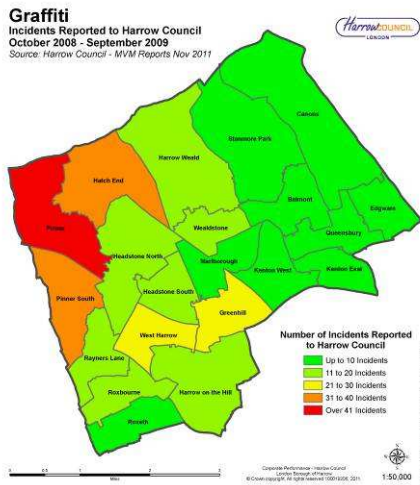 Graffiti
Incidents Reported to Harrow Council
October 2008 - September 2009
Source: Harrow Council - MVM Reports Nov 2011
HarrowCOUNCIL
LONDON
Canons
Stanmore Park
Harrow Weald
Hatch End
Pinner
Belmont
Edgware
Wealdstone
Queensbury
Headstone North
Marlborough
Kenton West
Kenton East
Pinner South
Headstone South
Greenhill
West Harrow
Rayners Lane
Roxbourne
Harrow on the Hill
Roxeth
Number of Incidents Reported
to Harrow Council
Up to 10 Incidents
11 to 20 Incidents
21 to 30 Incidents
31 to 40 Incidents
Over 41 Incidents
Corporate Performance - Harrow Council
London Borough of Harrow
Miles
1:50,000